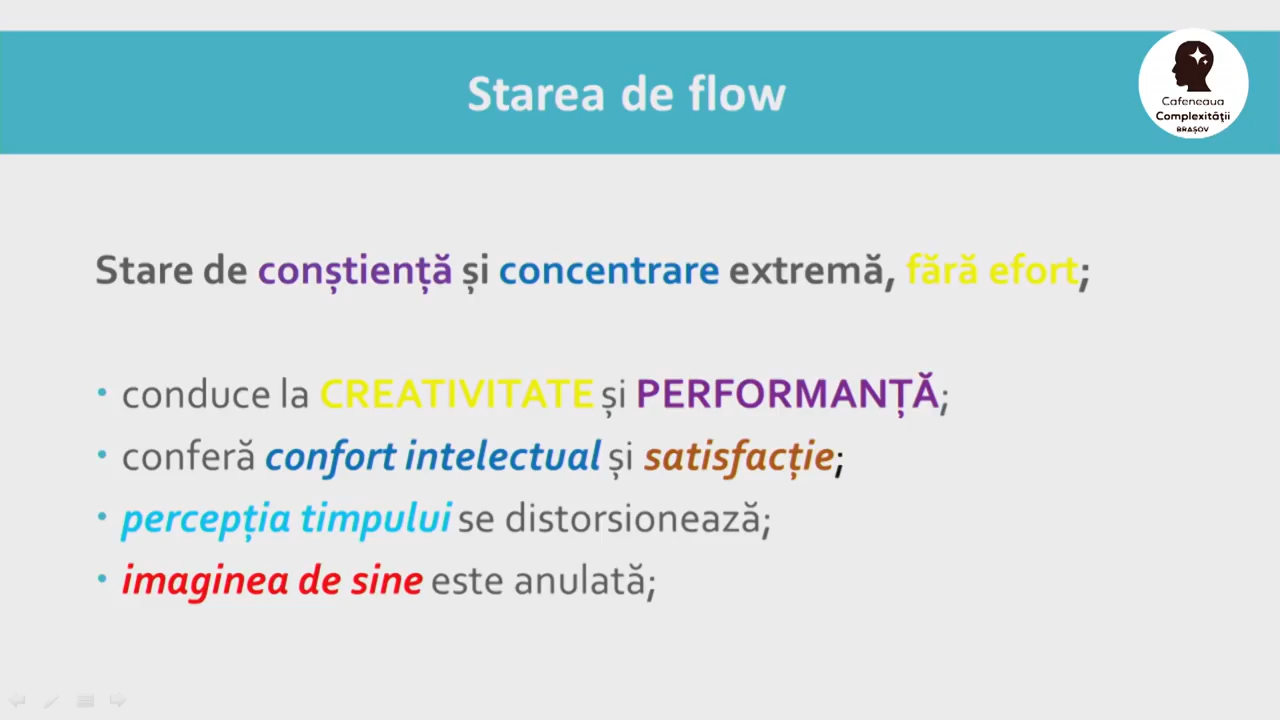 Starea de flow
Cafeneaua
Complexității
BRAȘOV
Stare de conștiență și concentrare extremă, fără efort;
• conduce la CREATIVITATE și PERFORMANȚĂ;
• conferă confort intelectual și satisfacție;
• percepția timpului se distorsionează;
• imaginea de sine este anulată;